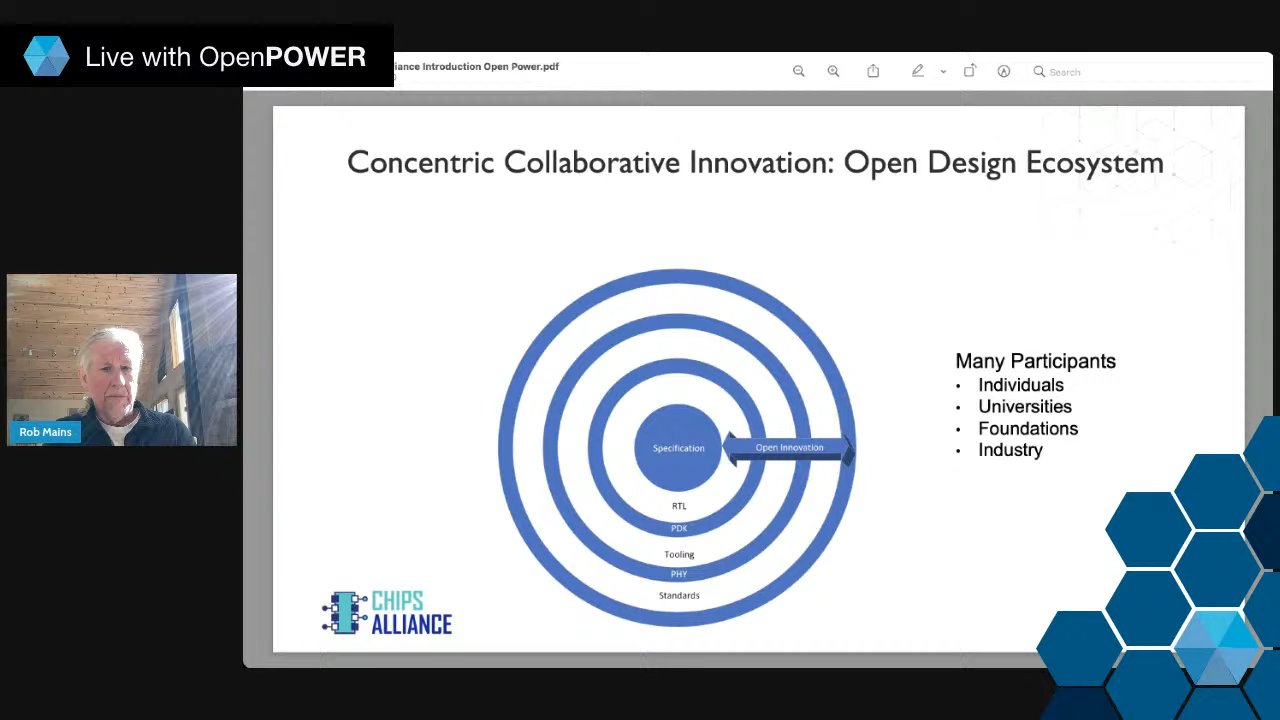 Live with OpenPOWER
iance Introduction Open Power.pdf
Search
Concentric Collaborative Innovation: Open Design Ecosystem
Specification
Open Innovation
RTL
PDK
Tooling
PHY
Standards
Many Participants
• Individuals
• Universities
• Foundations
• Industry
Rob Mains
CHIPS
ALLIANCE